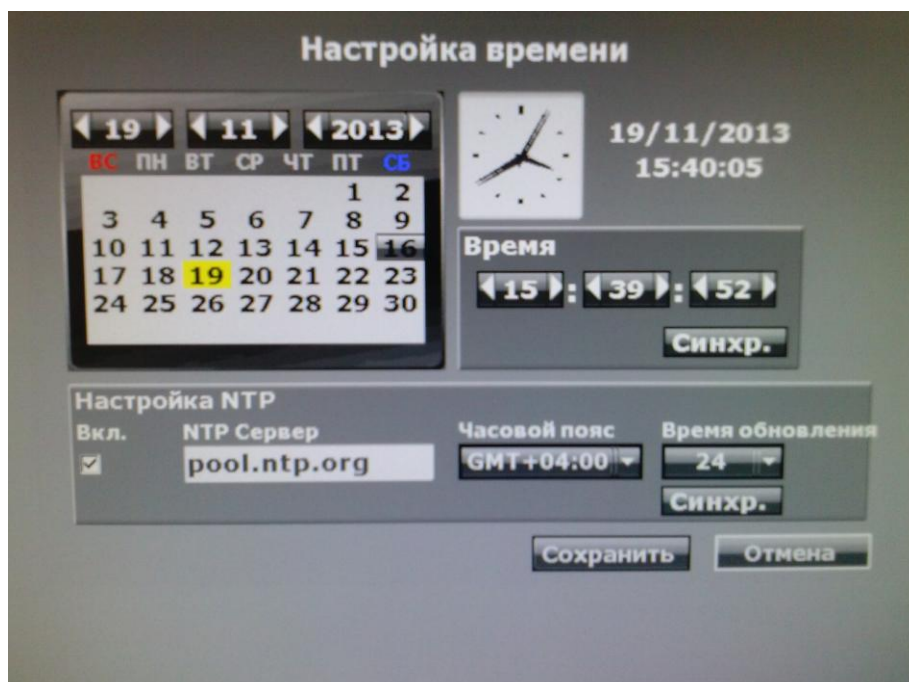 Настройка времени
19 11 2013
ВС ПН ВТ СР ЧТ ПТ СБ
1 2
3 4 5 6 7 8 9
10 11 12 13 14 15 16
17 18 19 20 21 22 23
24 25 26 27 28 29 30
19/11/2013
15:40:05
Время
15 : 39 : 52
Синхр.
Настройка NTP
Вкл. NTP Сервер Часовой пояс Время обновления
pool.ntp.org GMT+04:00 24
Синхр.
Сохранить Отмена